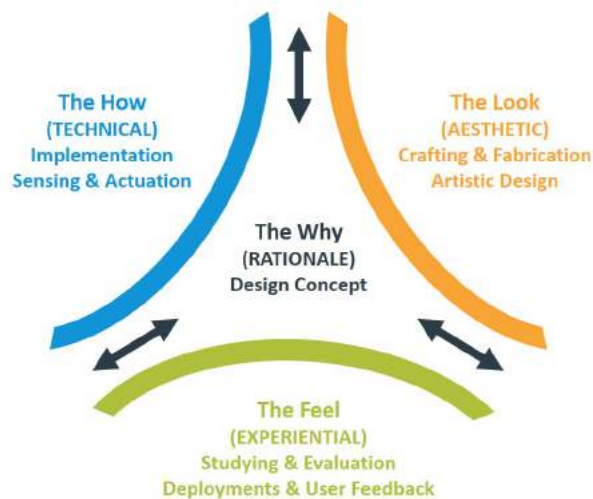 The How
(TECHNICAL)
Implementation
Sensing & Actuation
The Look
(AESTHETIC)
Crafting & Fabrication
Artistic Design
The Why
(RATIONALE)
Design Concept
The Feel
(EXPERIENTIAL)
Studying & Evaluation
Deployments & User Feedback